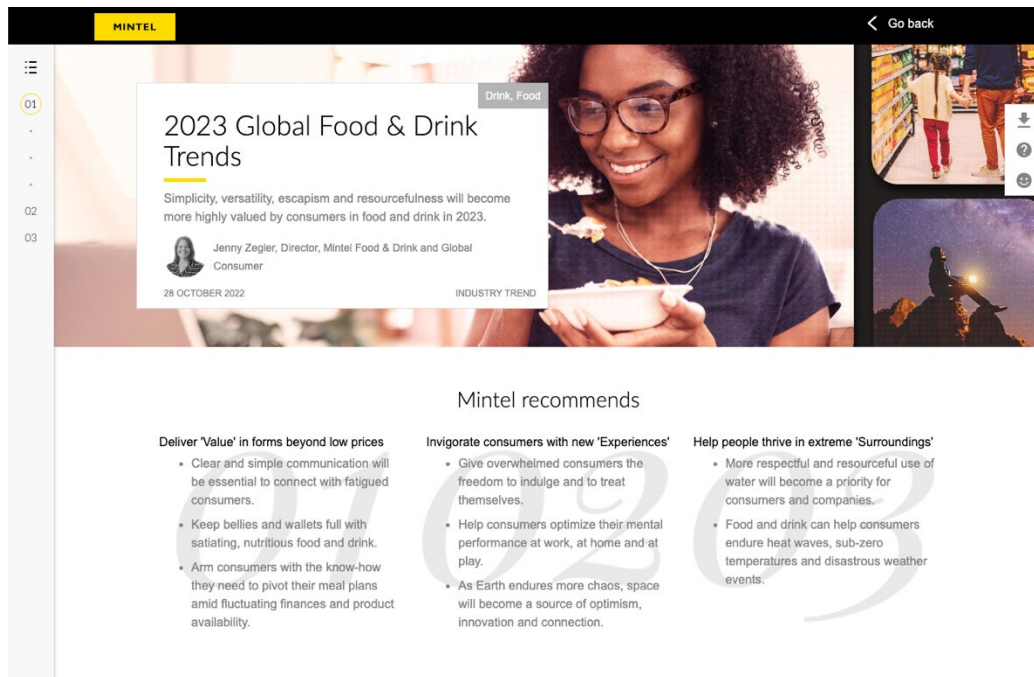 MINTEL
Go back
01
02
03
Drink, Food
2023 Global Food & Drink
Trends
Simplicity, versatility, escapism and resourcefulness will become
more highly valued by consumers in food and drink in 2023.
Jenny Zegler, Director, Mintel Food & Drink and Global
Consumer
28 OCTOBER 2022
INDUSTRY TREND
Mintel recommends
01
Deliver 'Value' in forms beyond low prices
• Clear and simple communication will
be essential to connect with fatigued
consumers.
• Keep bellies and wallets full with
satiating, nutritious food and drink.
• Arm consumers with the know-how
they need to pivot their meal plans
amid fluctuating finances and product
availability.
02
Invigorate consumers with new 'Experiences'
• Give overwhelmed consumers the
freedom to indulge and to treat
themselves.
• Help consumers optimize their mental
performance at work, at home and at
play.
• As Earth endures more chaos, space
will become a source of optimism,
innovation and connection.
03
Help people thrive in extreme 'Surroundings'
• More respectful and resourceful use of
water will become a priority for
consumers and companies.
• Food and drink can help consumers
endure heat waves, sub-zero
temperatures and disastrous weather
events.